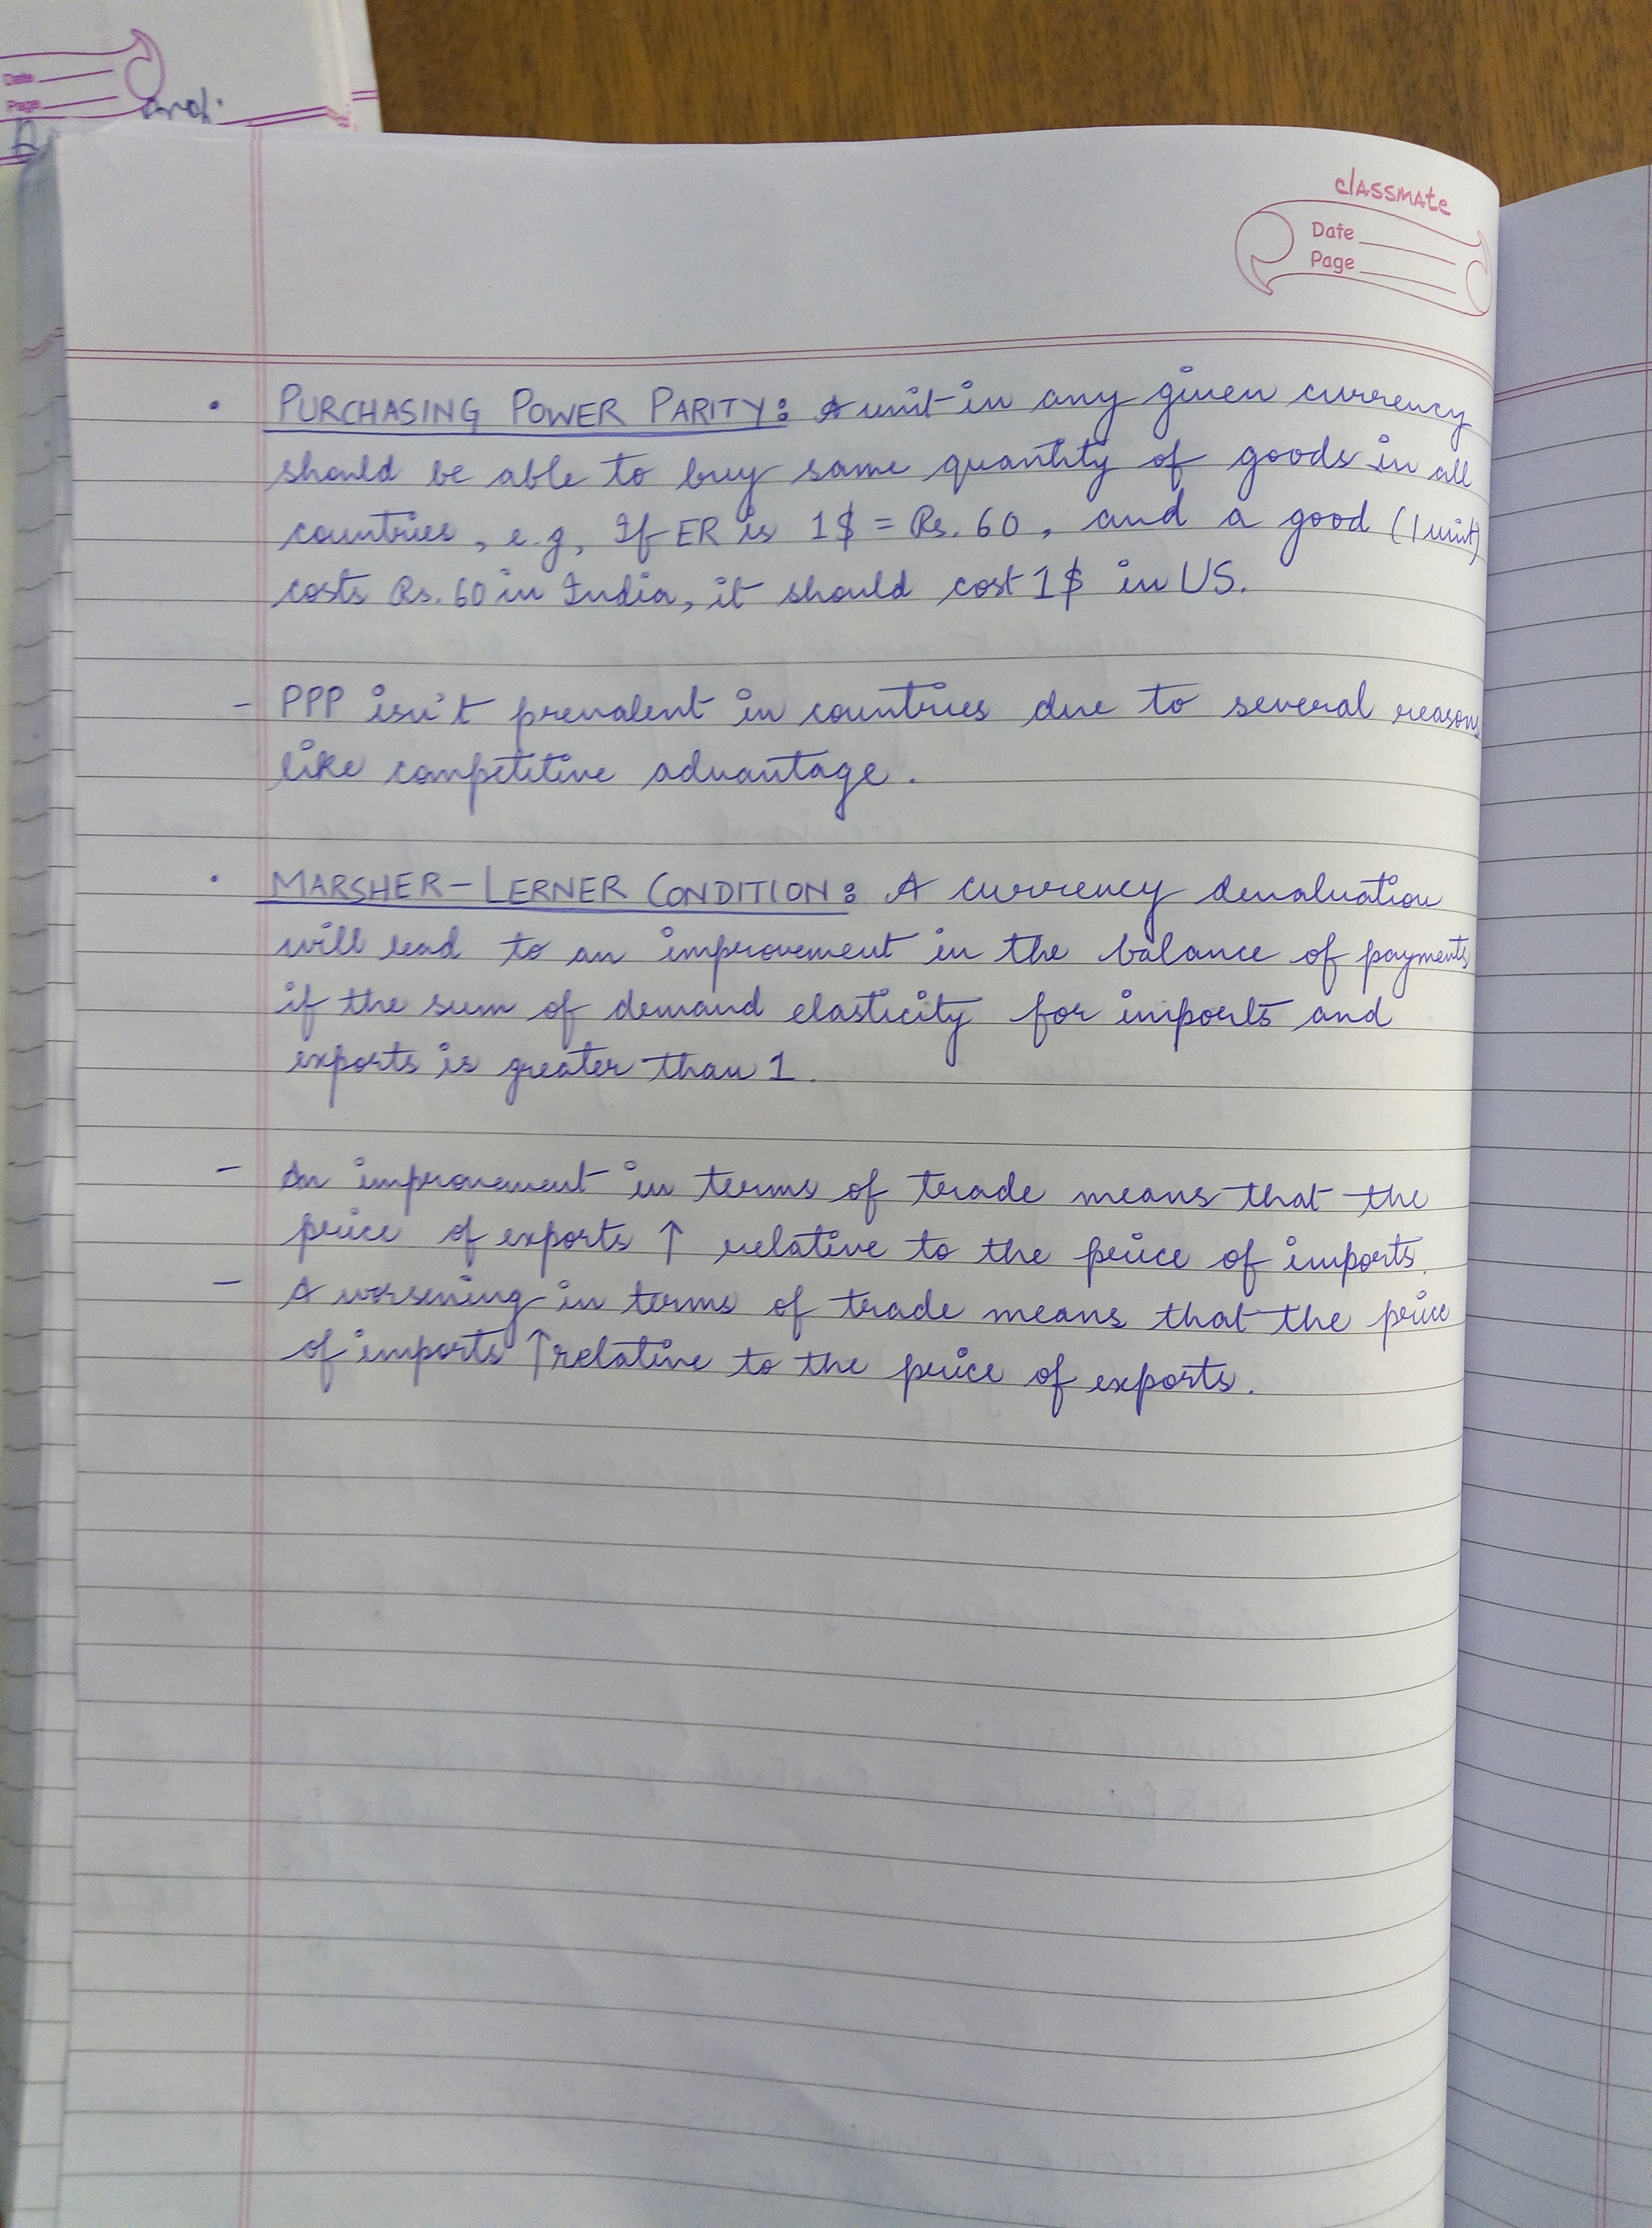 Date
Page
classmate
Date
Page
• PURCHASING POWER PARITY: A unit in any given currency
should be able to buy same quantity of goods in all
countries, e.g, If ER is 1$ = Rs. 60, and a good (1 unit)
costs Rs. 60 in India, it should cost 1$ in US.
- PPP isn't prevalent in countries due to several reasons
like competitive advantage.
• MARSHER-LERNER CONDITION: A currency devaluation
will lead to an improvement in the balance of payments
if the sum of demand elasticity for imports and
exports is greater than 1.
- An improvement in terms of trade means that the
price of exports ↑ relative to the price of imports.
- A worsening in terms of trade means that the price
of imports ↑ relative to the price of exports.